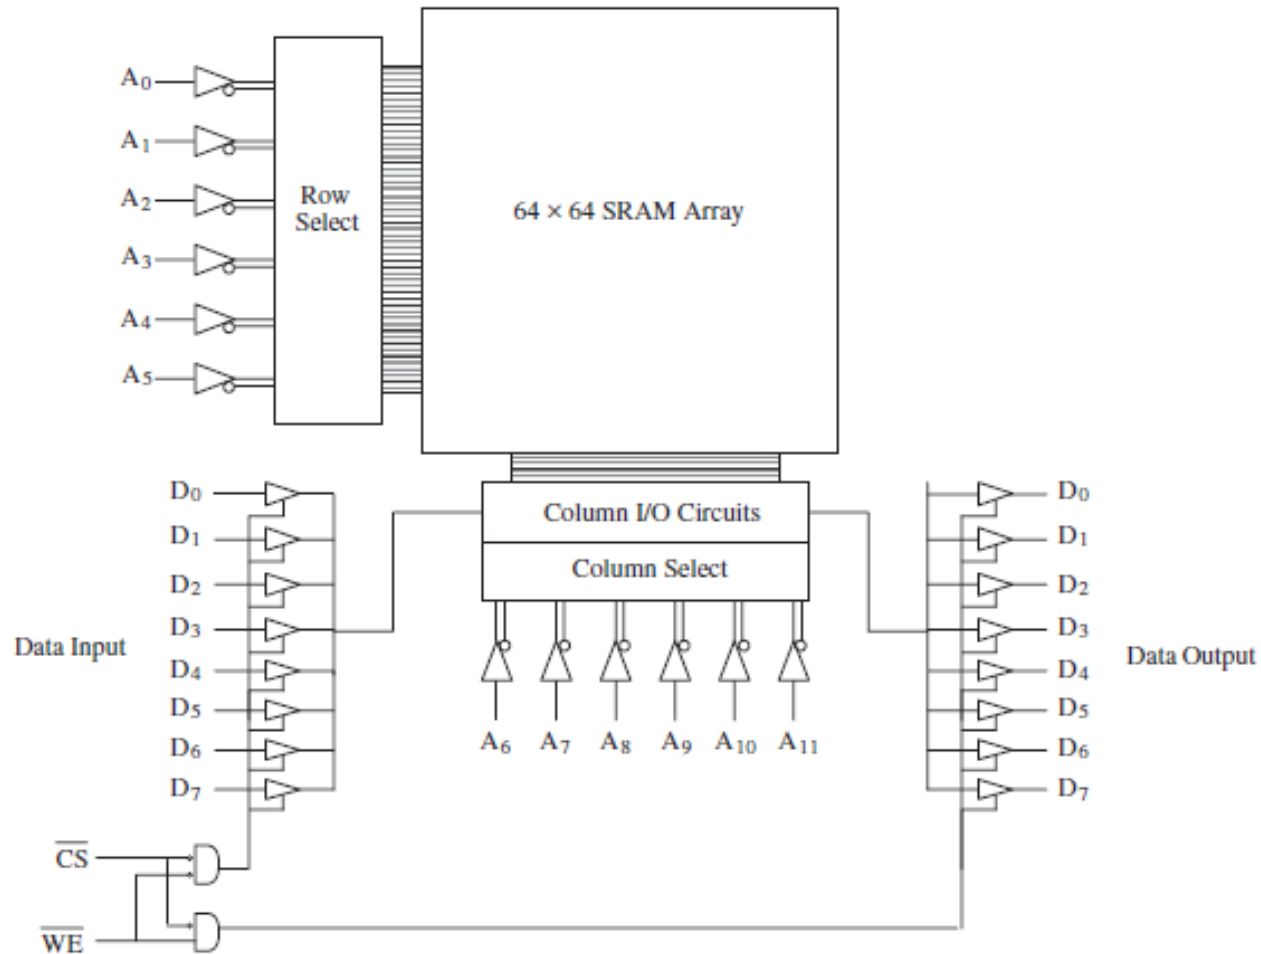 A0
A1
A2
A3
A4
A5
Row
Select
64 × 64 SRAM Array
D0
D1
D2
D3
D4
D5
D6
D7
Data Input
Column I/O Circuits
Column Select
A6 A7 A8 A9 A10 A11
D0
D1
D2
D3
D4
D5
D6
D7
Data Output
C̅S̅
W̅E̅